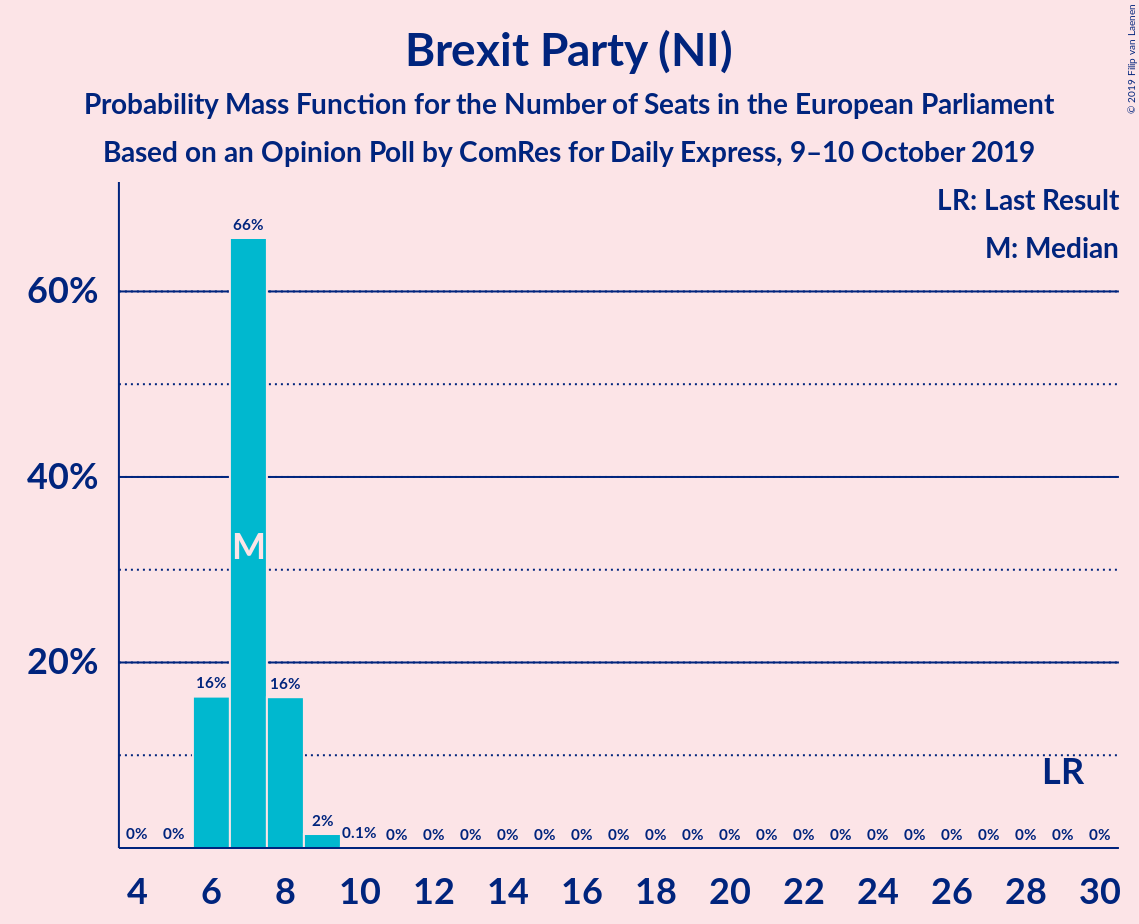 Brexit Party (NI)
Probability Mass Function for the Number of Seats in the European Parliament
Based on an Opinion Poll by ComRes for Daily Express, 9–10 October 2019
© 2019 Filip van Laenen
LR: Last Result
M: Median
66%
60%
40%
M
20%
16%
16%
LR
2%
0% 0% 0.1% 0% 0% 0% 0% 0% 0% 0% 0% 0% 0% 0% 0% 0% 0% 0% 0% 0% 0% 0% 0%
4 6 8 10 12 14 16 18 20 22 24 26 28 30